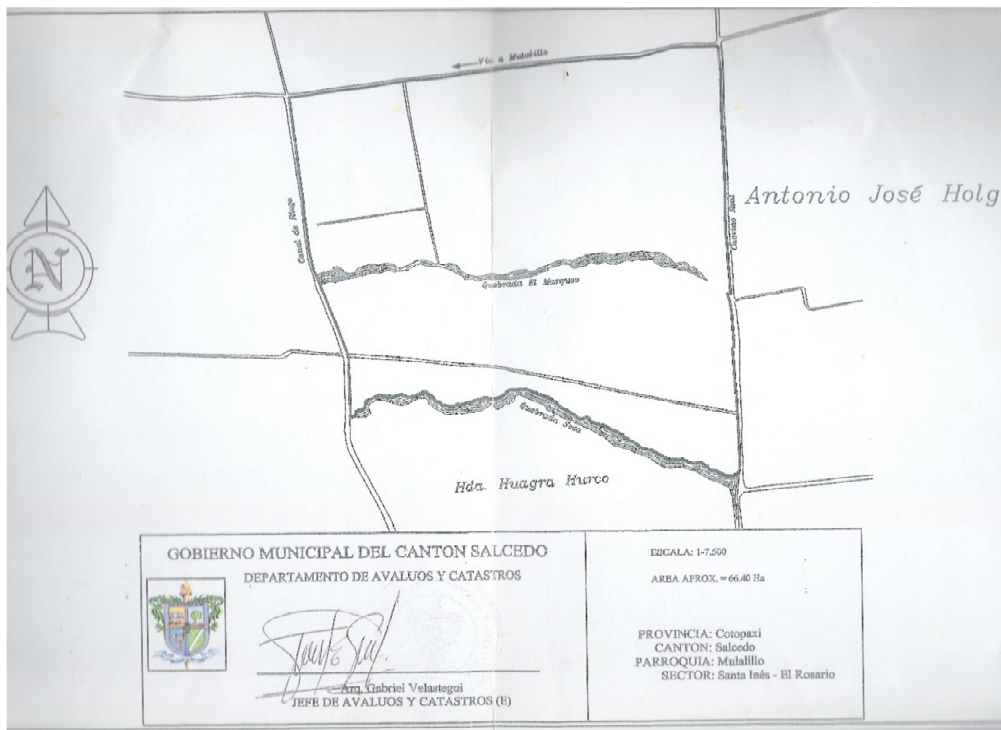 Vía a Mulalillo
Antonio José Holg
Canal de Riego
Camino Real
N
Quebrada El Marques
Quebrada Seca
Hda. Huagra Hurco
GOBIERNO MUNICIPAL DEL CANTON SALCEDO
DEPARTAMENTO DE AVALUOS Y CATASTROS
Arq. Gabriel Velastegui
JEFE DE AVALUOS Y CATASTROS (E)
ESCALA: 1-7.500
AREA APROX. = 66.40 Ha
PROVINCIA: Cotopaxi
CANTON: Salcedo
PARROQUIA: Mulalillo
SECTOR: Santa Inés - El Rosario